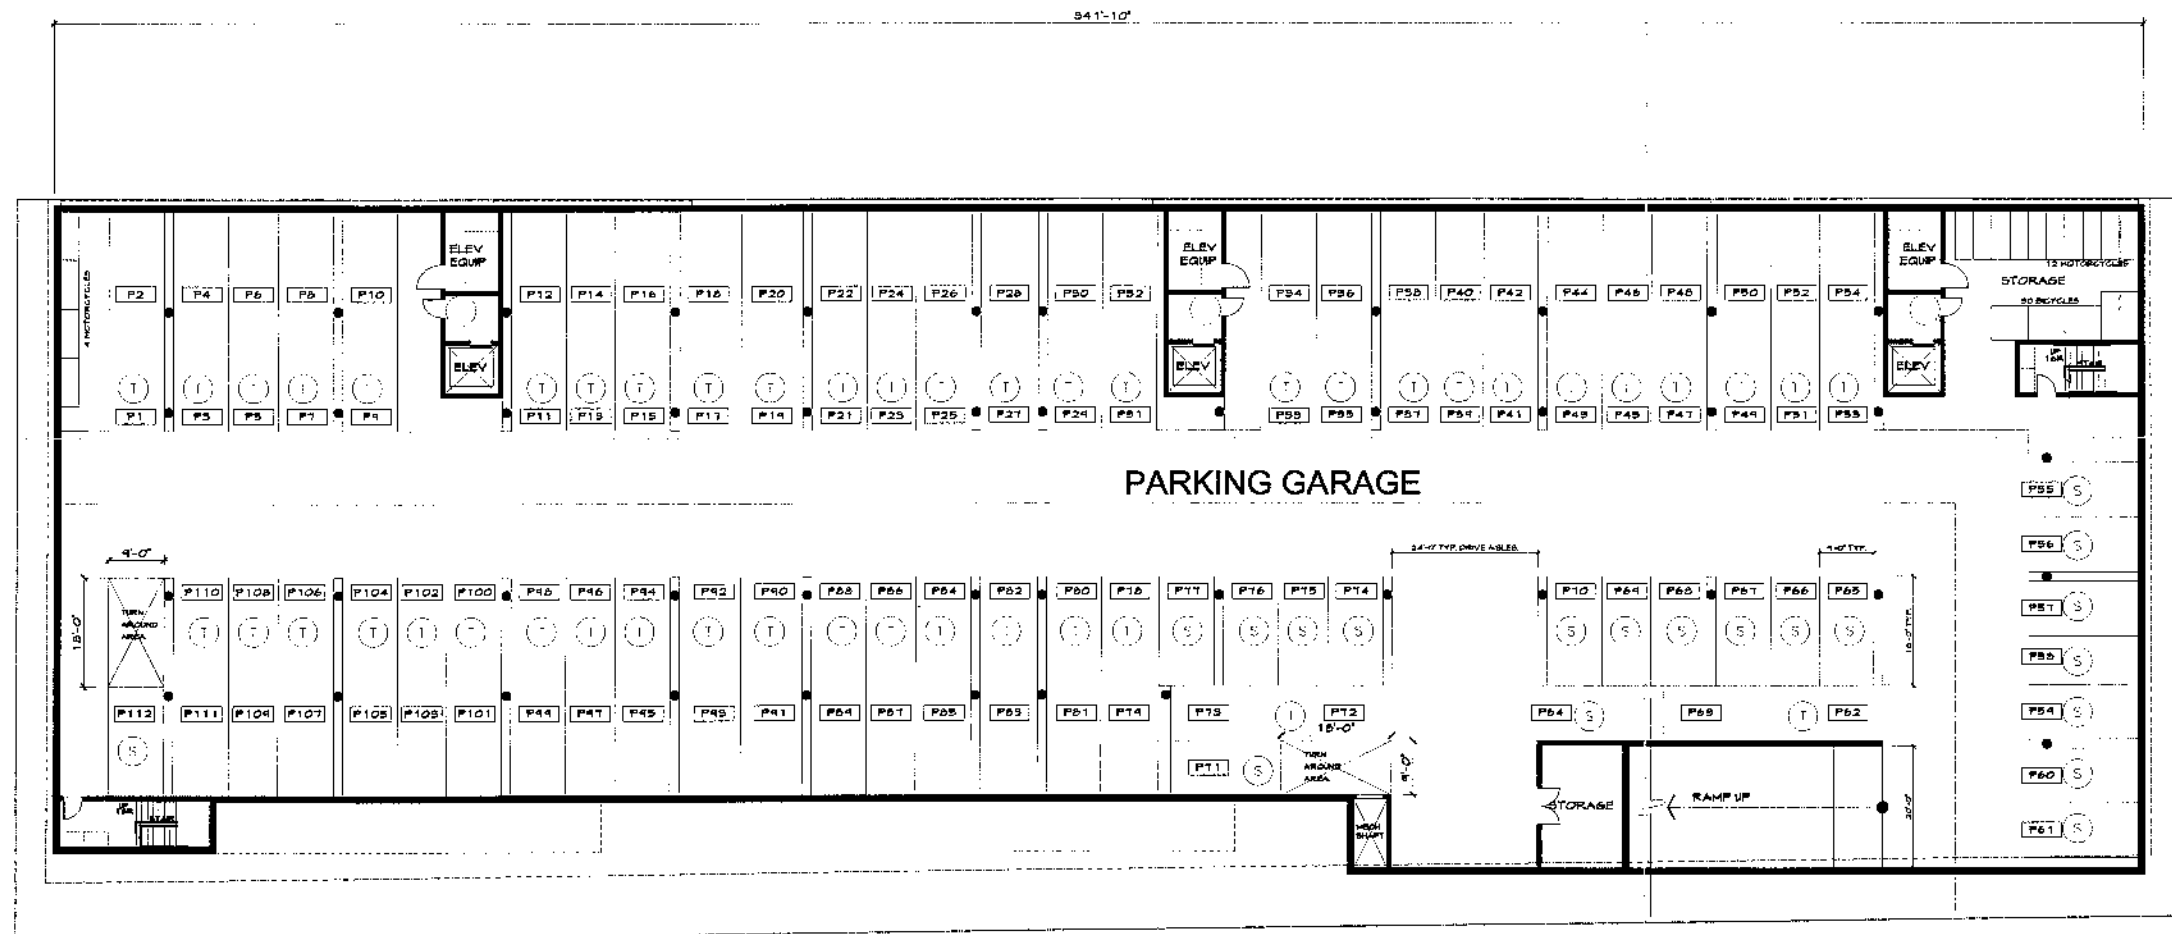 341'-10"
ELEV EQUIP
ELEV EQUIP
ELEV EQUIP
12 MOTORCYCLES
STORAGE
4 MOTORCYCLES
P2 P4 P6 P8 P10 P12 P14 P16 P18 P20 P22 P24 P26 P28 P30 P32 P34 P36 P38 P40 P42 P44 P46 P48 P50 P52 P54
30 BICYCLES
ELEV
ELEV
ELEV
UP
STAIR
T T T T T T T T T T T T
P1 P3 P5 P7 P9 P11 P13 P15 P17 P19 P21 P23 P25 P27 P29 P31 P33 P35 P37 P39 P41 P43 P45 P47 P49 P51 P53
PARKING GARAGE
P55 S
P56 S
9'-0"
24'-0" TYP. DRIVE AISLES
9'-0" TYP.
P110 P108 P106 P104 P102 P100 P98 P96 P94 P92 P90 P88 P86 P84 P82 P80 P78 P77 P76 P75 P74 P70 P69 P68 P67 P66 P65
P57 S
18'-0"
TURN
AROUND
AREA
T T T T T T T T T T S S S S S S S S S S
18'-0" TYP.
P58 S
P112 P111 P109 P107 P105 P103 P101 P99 P97 P95 P93 P91 P89 P87 P85 P83 P81 P79 P73 P72 P64 S P63 T P62
P59 S
18'-0"
S
P71 S
TURN
AROUND
AREA
9'-0"
P60 S
UP
STAIR
STORAGE
RAMP UP
20'-0"
MECH
SHAFT
P61 S